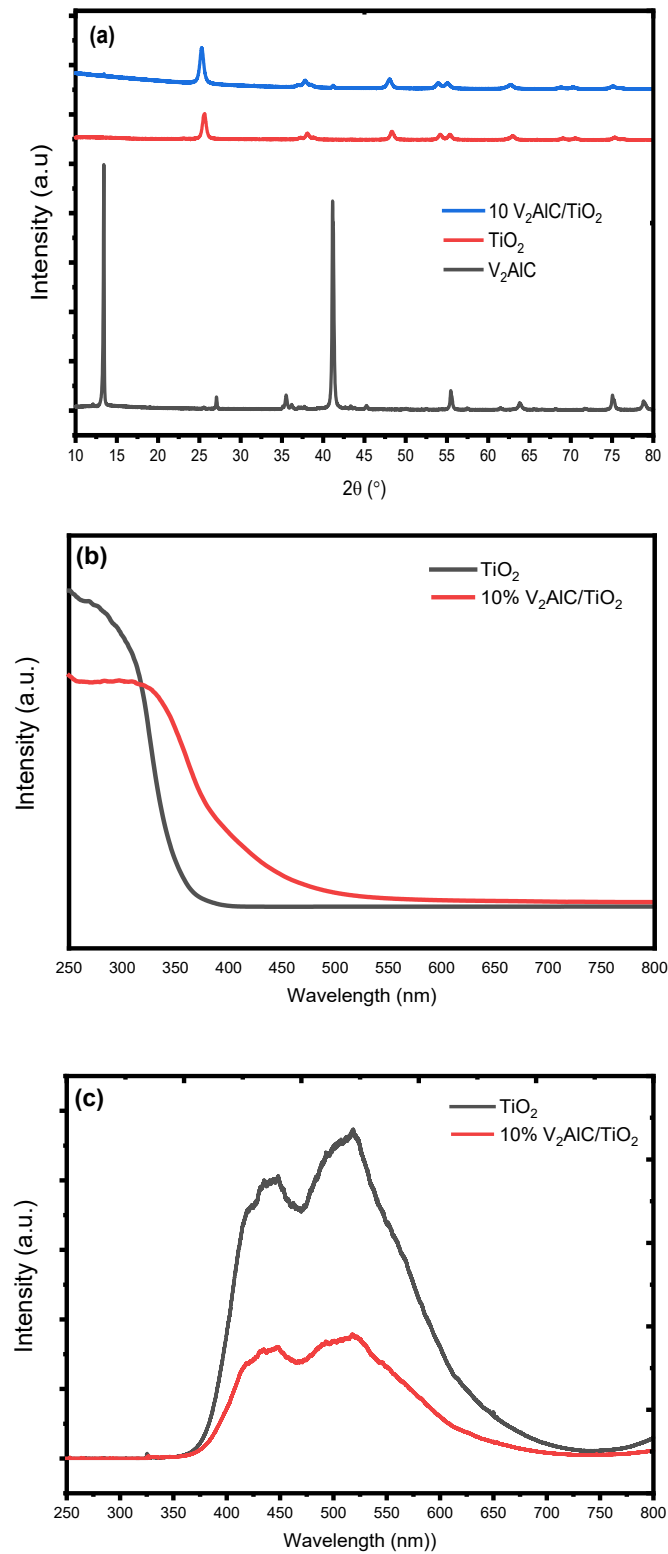 (a)
Intensity (a.u)
10 V₂AlC/TiO₂
TiO₂
V₂AlC
10 15 20 25 30 35 40 45 50 55 60 65 70 75 80
2θ (°)
(b)
Intensity (a.u.)
TiO₂
10% V₂AlC/TiO₂
250 300 350 400 450 500 550 600 650 700 750 800
Wavelength (nm)
(c)
Intensity (a.u.)
TiO₂
10% V₂AlC/TiO₂
250 300 350 400 450 500 550 600 650 700 750 800
Wavelength (nm))